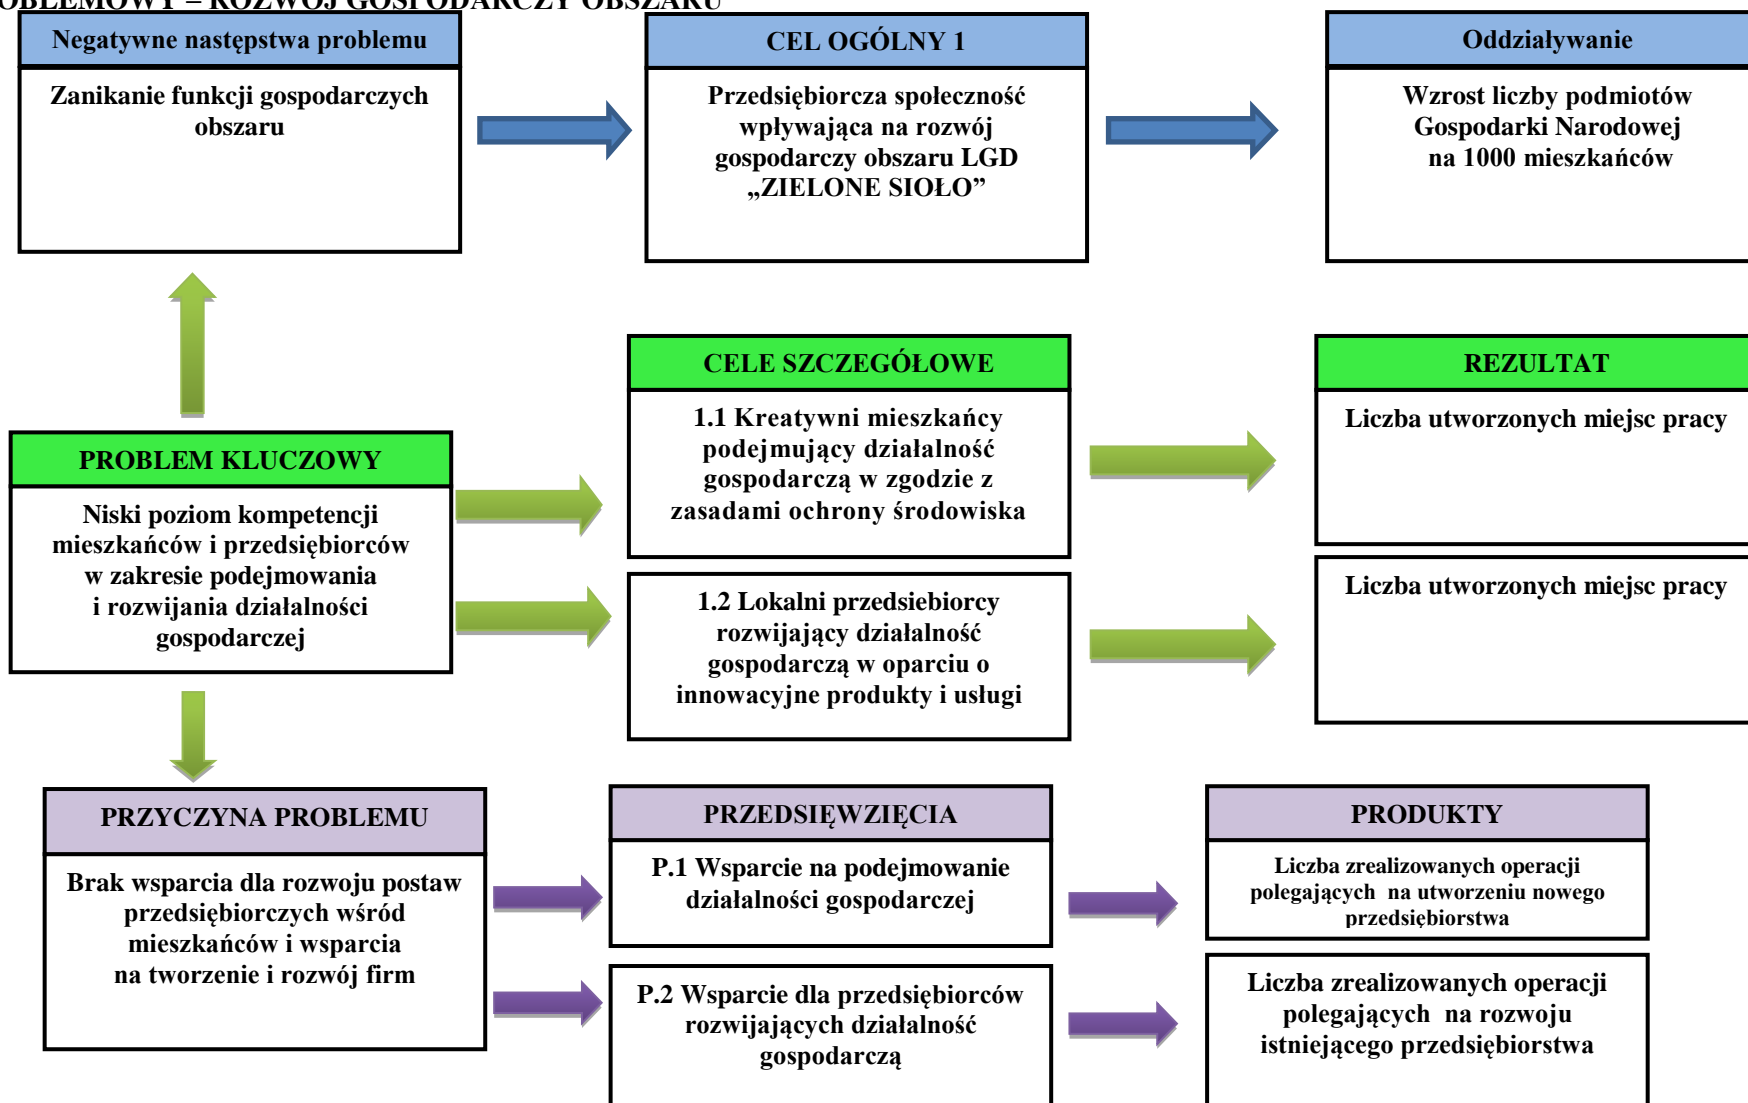 OBLEMOWY – ROZWÓJ GOSPODARCZY OBSZARU
Negatywne następstwa problemu
Zanikanie funkcji gospodarczych
obszaru
CEL OGÓLNY 1
Przedsiębiorcza społeczność
wpływająca na rozwój
gospodarczy obszaru LGD
„ZIELONE SIOŁO”
Oddziaływanie
Wzrost liczby podmiotów
Gospodarki Narodowej
na 1000 mieszkańców
PROBLEM KLUCZOWY
Niski poziom kompetencji
mieszkańców i przedsiębiorców
w zakresie podejmowania
i rozwijania działalności
gospodarczej
CELE SZCZEGÓŁOWE
1.1 Kreatywni mieszkańcy
podejmujący działalność
gospodarczą w zgodzie z
zasadami ochrony środowiska
1.2 Lokalni przedsiebiorcy
rozwijający działalność
gospodarczą w oparciu o
innowacyjne produkty i usługi
REZULTAT
Liczba utworzonych miejsc pracy
Liczba utworzonych miejsc pracy
PRZYCZYNA PROBLEMU
Brak wsparcia dla rozwoju postaw
przedsiębiorczych wśród
mieszkańców i wsparcia
na tworzenie i rozwój firm
PRZEDSIĘWZIĘCIA
P.1 Wsparcie na podejmowanie
działalności gospodarczej
P.2 Wsparcie dla przedsiębiorców
rozwijających działalność
gospodarczą
PRODUKTY
Liczba zrealizowanych operacji
polegających na utworzeniu nowego
przedsiębiorstwa
Liczba zrealizowanych operacji
polegających na rozwoju
istniejącego przedsiębiorstwa